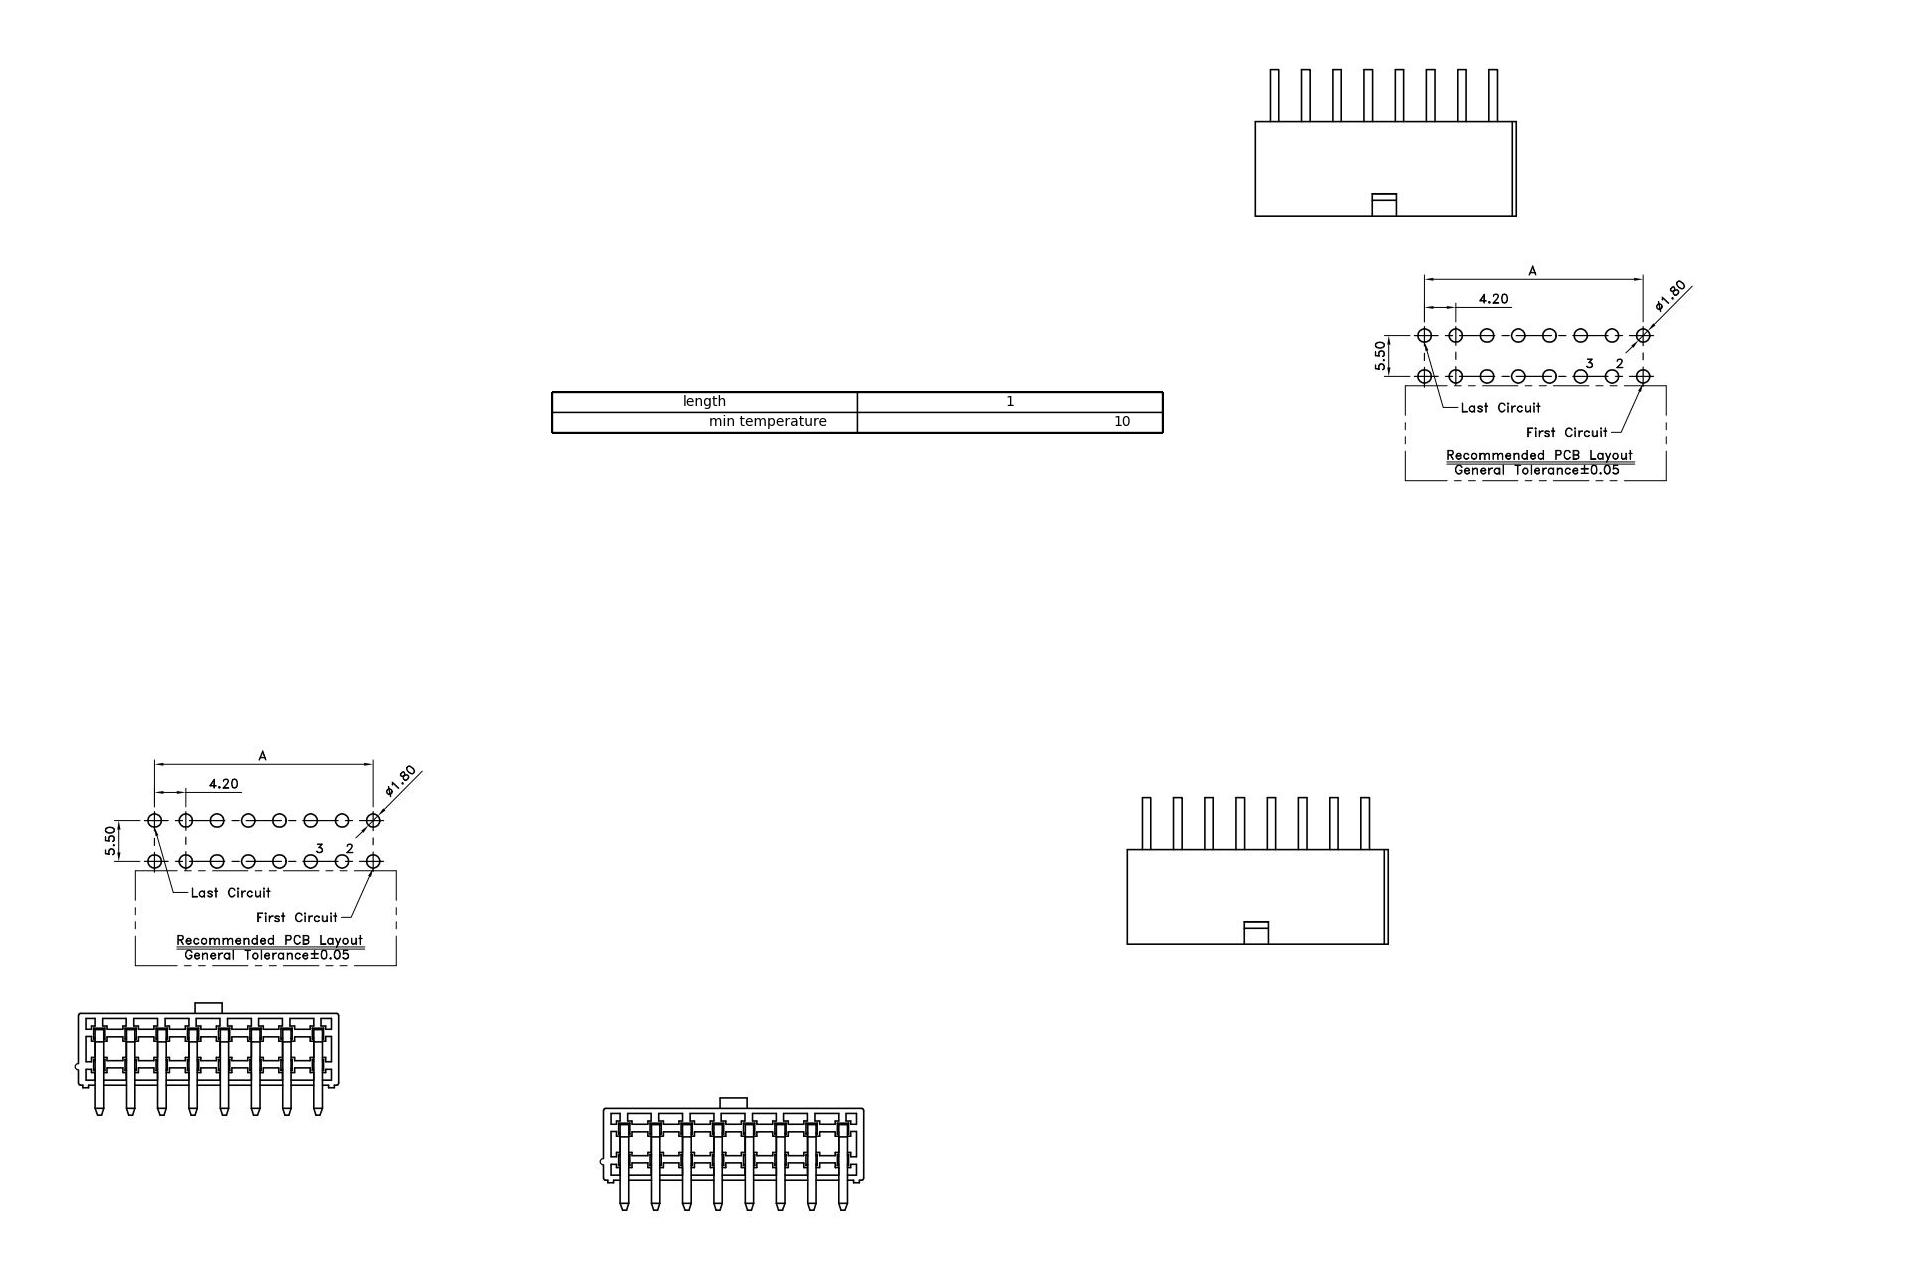 A
4.20
ø1.80
5.50
3 2
Last Circuit
First Circuit
Recommended PCB Layout
General Tolerance±0.05
length 1
min temperature 10
A
4.20
ø1.80
5.50
3 2
Last Circuit
First Circuit
Recommended PCB Layout
General Tolerance±0.05